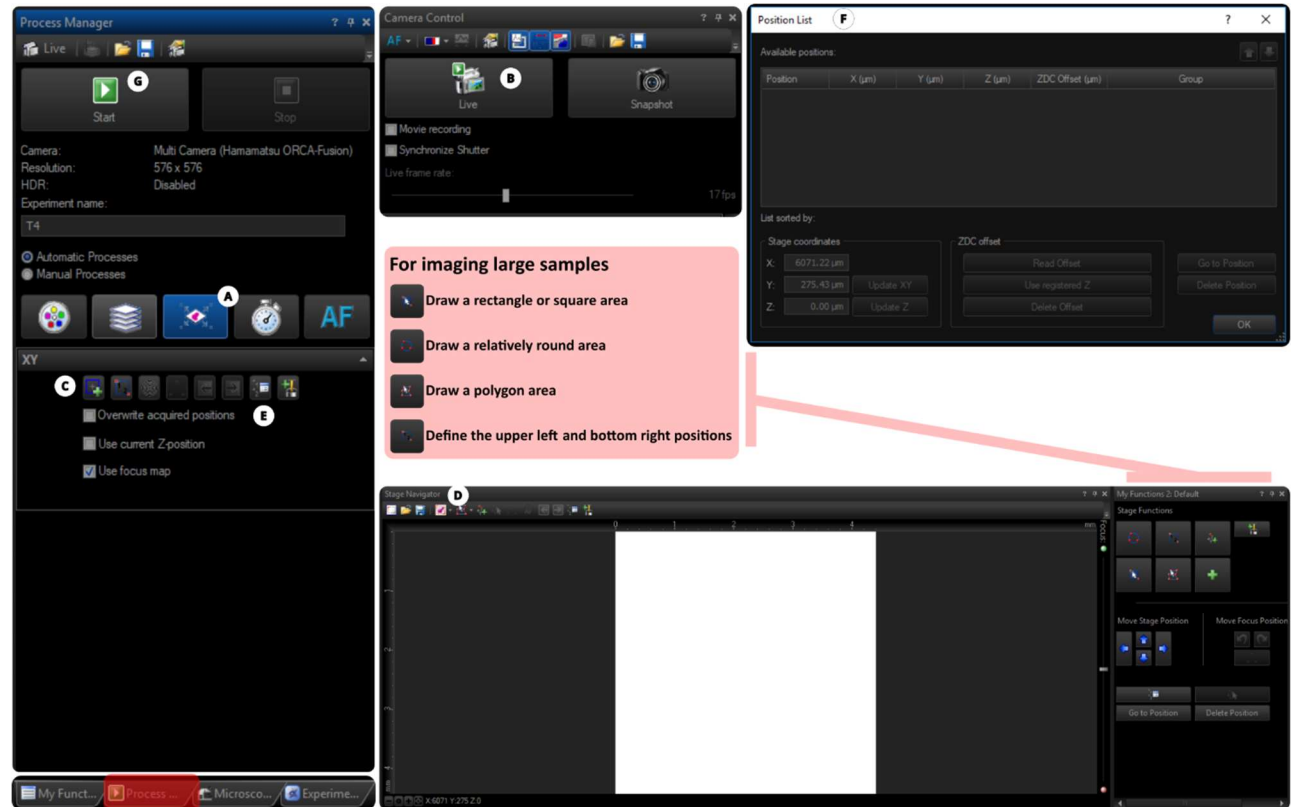 Process Manager
Live
G
Start
Stop
Camera: Multi Camera (Hamamatsu ORCA-Fusion)
Resolution: 576 x 576
HDR: Disabled
Experiment name:
T4
Automatic Processes
Manual Processes
A
AF
XY
C
Overwrite acquired positions
E
Use current Z-position
Use focus map
My Funct...
Process ...
Microsco...
Experime...
Camera Control
AF
B
Live
Snapshot
Movie recording
Synchronize Shutter
Live frame rate:
17 fps
For imaging large samples
Draw a rectangle or square area
Draw a relatively round area
Draw a polygon area
Define the upper left and bottom right positions
Position List
F
Available positions:
Position X (µm) Y (µm) Z (µm) ZDC Offset (µm) Group
List sorted by:
Stage coordinates
X: 6071.22 µm
Y: 275.43 µm Update XY
Z: 0.00 µm Update Z
ZDC offset
Read Offset
Use registered Z
Delete Offset
Go to Position
Delete Position
OK
Stage Navigator
D
0 1 2 3 4 mm
Focus:
1
2
3
4
mm
X:6071 Y:275 Z:0
My Functions 2: Default
Stage Functions
Move Stage Position
Move Focus Position
Go to Position
Delete Position